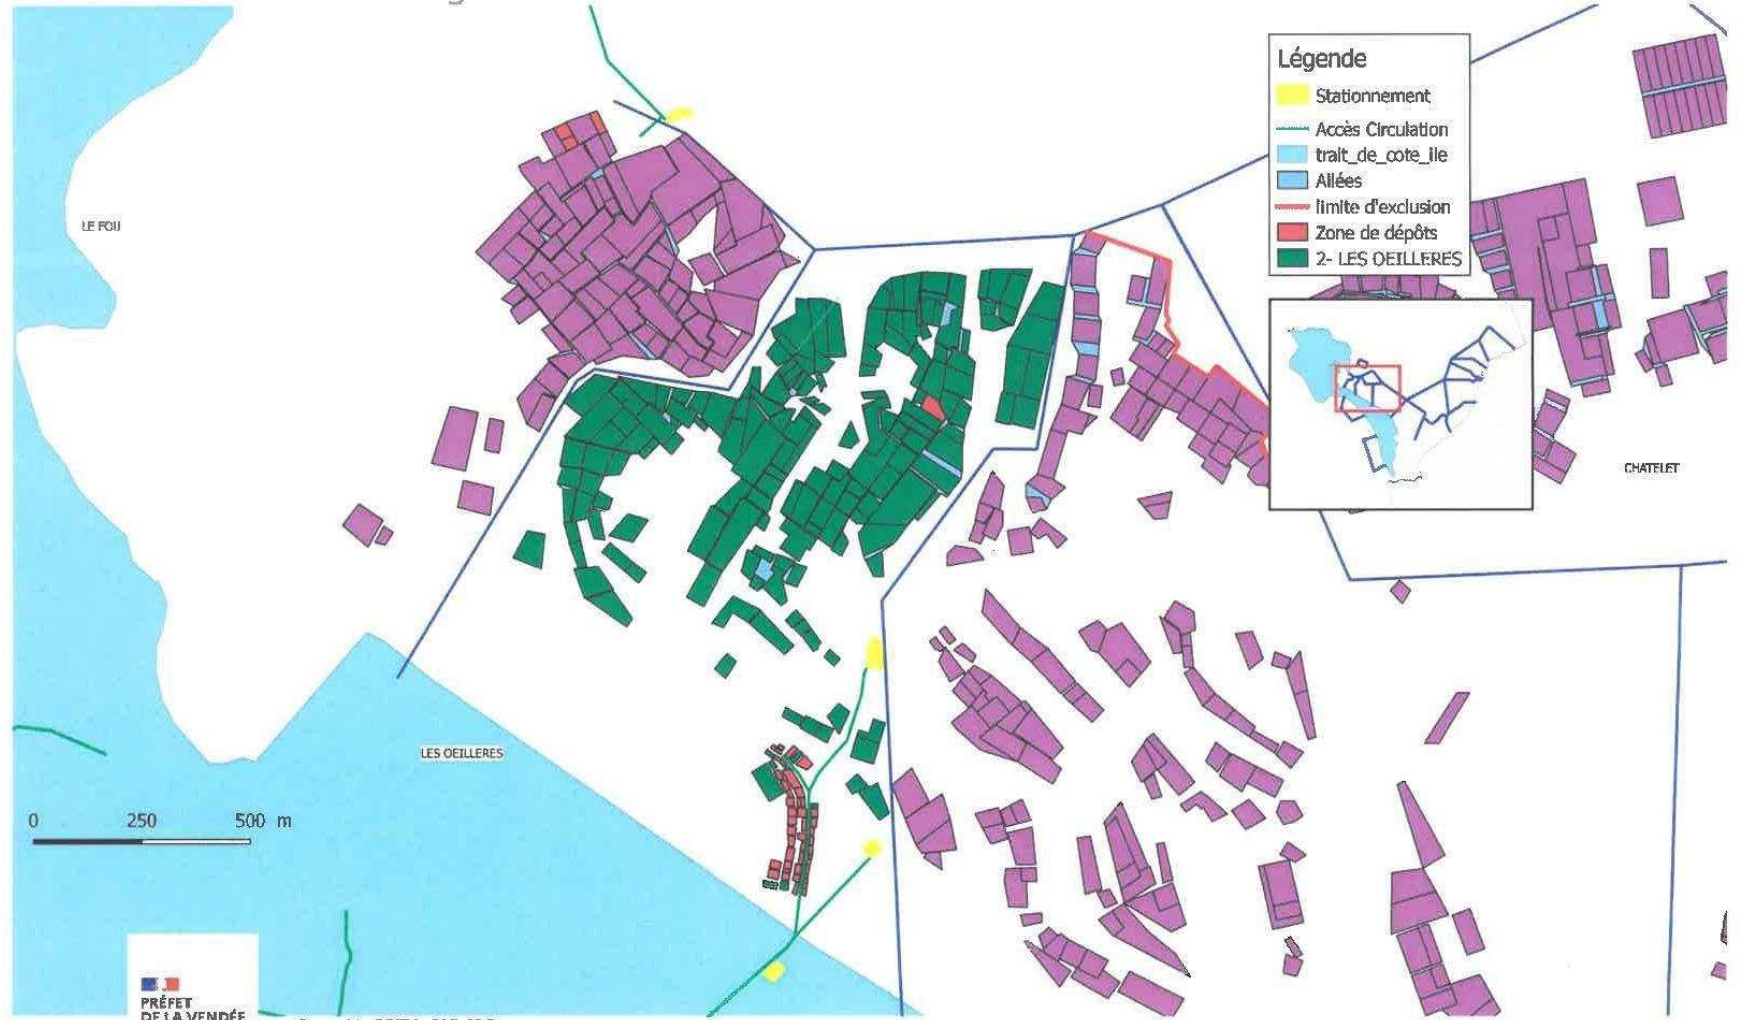 Légende
Stationnement
Accès Circulation
trait_de_cote_ile
Allées
limite d'exclusion
Zone de dépôts
2- LES OEILLERES
LE FOU
CHATELET
LES OEILLERES
0 250 500 m
PRÉFET
DE LA VENDÉE